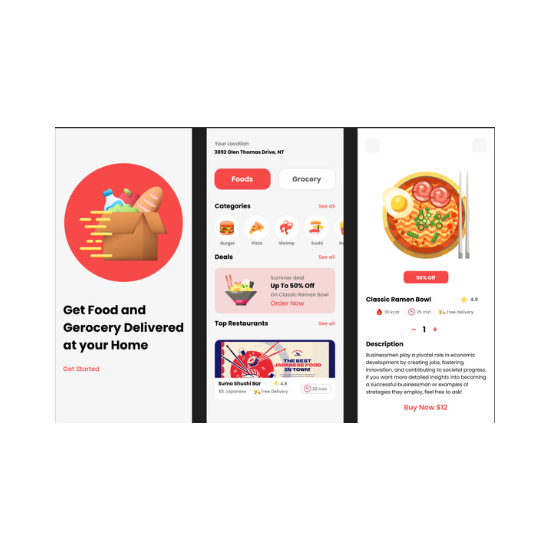 Get Food and
Gerocery Delivered
at your Home
Get Started
Your Location
3892 Glen Thomas Drive, NT
Foods
Grocery
Categories
See all
Burger
Pizza
Shrimp
Sushi
Deals
See all
Summer deal
Up To 50% Off
On Classic Raman Bowl
Order Now
Top Restaurants
See all
THE BEST
JAPANESE FOOD
IN TOWN!
Sumo Shushi Bar
4.9
Japanese
Free Delivery
20 min
50% Off
Classic Ramen Bowl
4.9
25 min
Free delivery
- 1 +
Description
Businessmen play a pivotal role in economic
development by creating jobs, fostering
innovation, and contributing to societal progress.
If you want more detailed insights into becoming
a successful businessman or examples of
strategies they employ, feel free to ask!
Buy Now $12